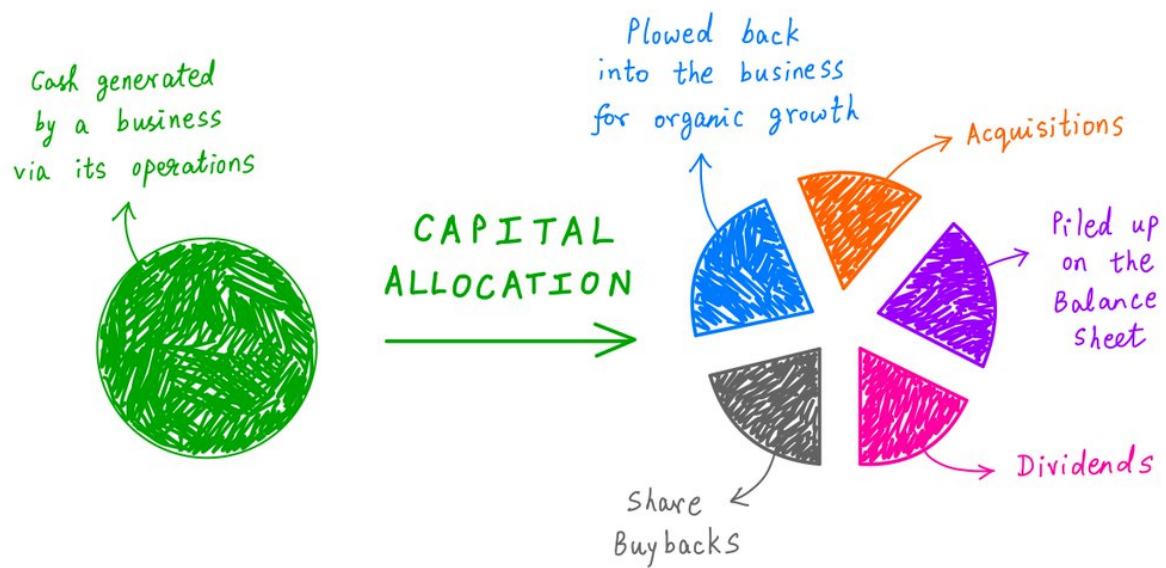 Cash generated
by a business
via its operations
CAPITAL
ALLOCATION
Plowed back
into the business
for organic growth
Acquisitions
Piled up
on the
Balance
Sheet
Dividends
Share
Buybacks